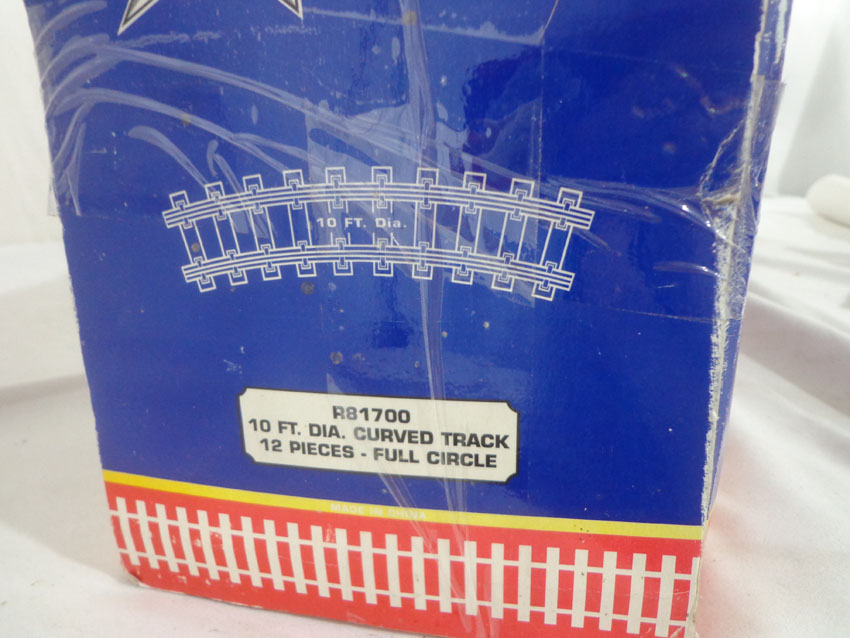 10 FT. Dia.
R81700
10 FT. DIA. CURVED TRACK
12 PIECES - FULL CIRCLE
MADE IN CHINA